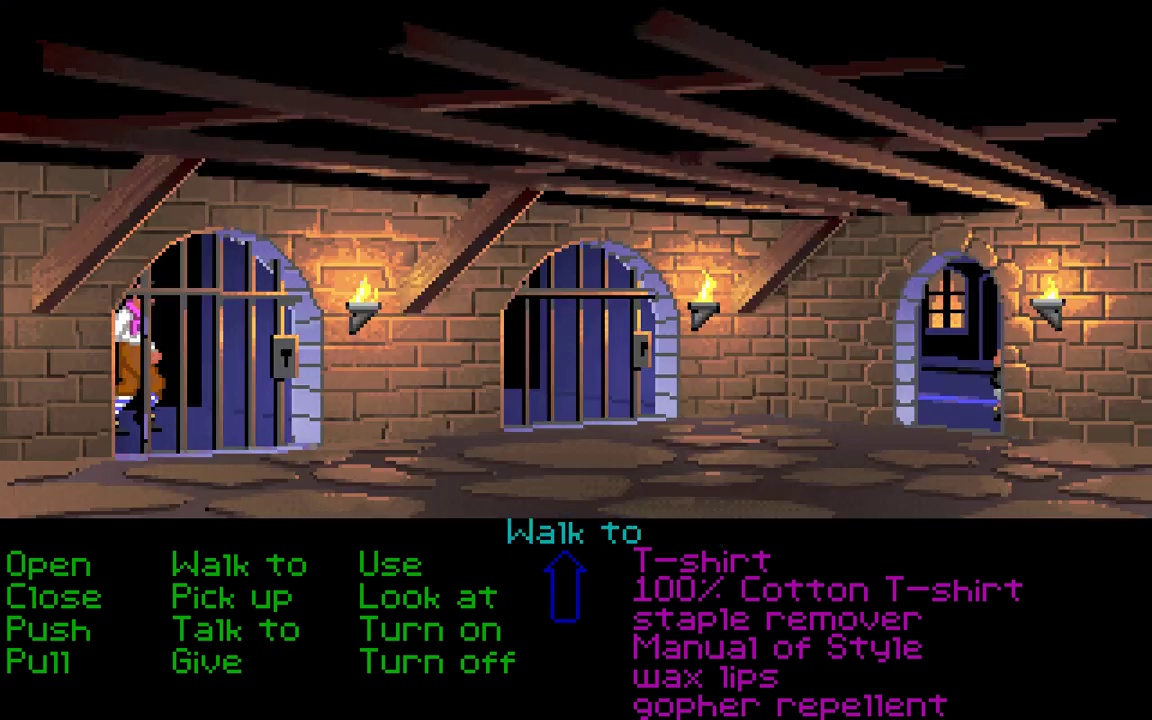 Walk to
Open Walk to Use
Close Pick up Look at
Push Talk to Turn on
Pull Give Turn off
T-shirt
100% Cotton T-shirt
staple remover
Manual of Style
wax lips
gopher repellent